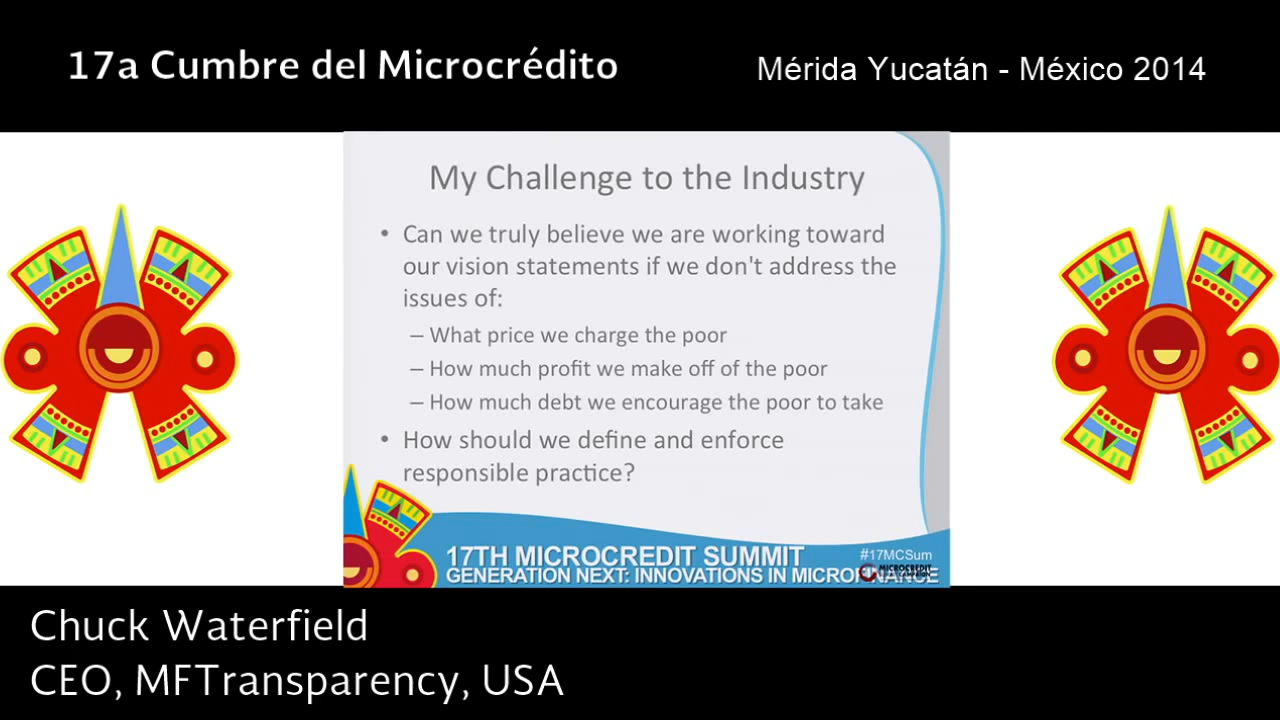 17a Cumbre del Microcrédito
Mérida Yucatán - México 2014
My Challenge to the Industry
• Can we truly believe we are working toward
our vision statements if we don't address the
issues of:
– What price we charge the poor
– How much profit we make off of the poor
– How much debt we encourage the poor to take
• How should we define and enforce
responsible practice?
17TH MICROCREDIT SUMMIT
#17MCSum
GENERATION NEXT: INNOVATIONS IN MICROFINANCE
MICROCREDIT
Chuck Waterfield
CEO, MFTransparency, USA